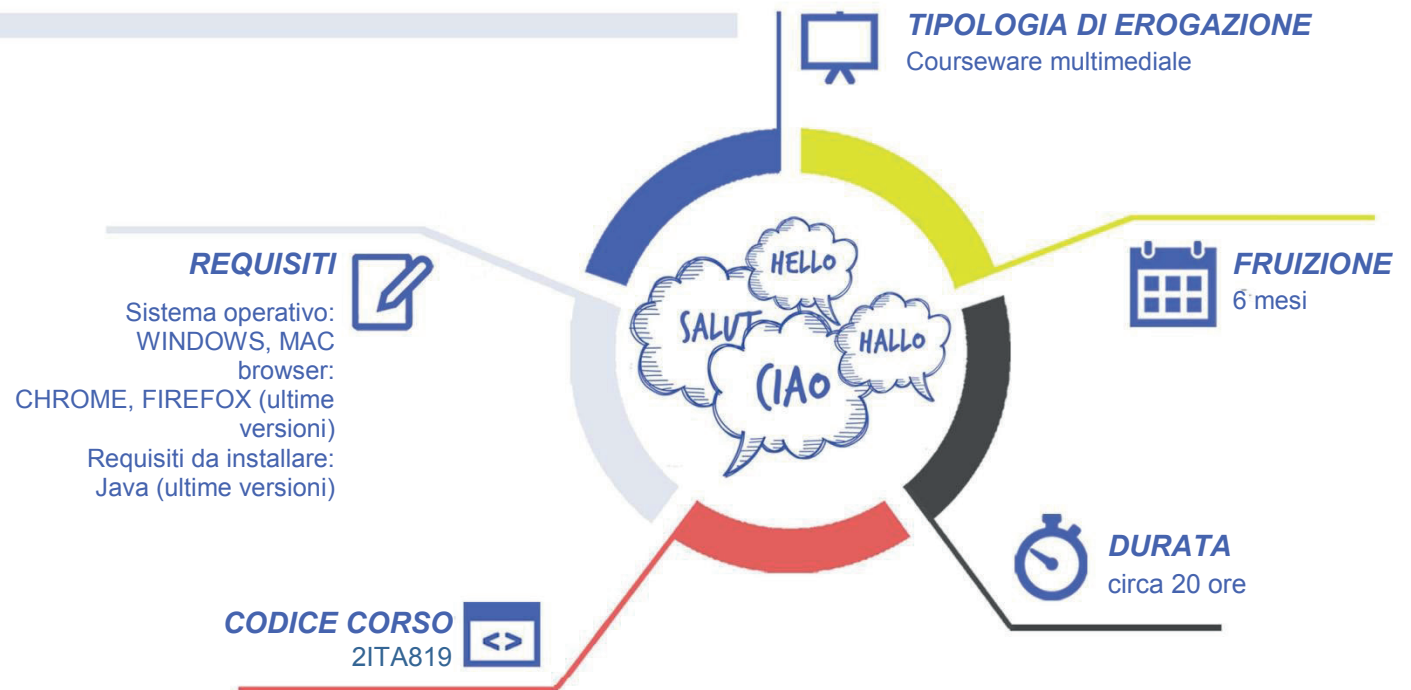 TIPOLOGIA DI EROGAZIONE
Courseware multimediale
REQUISITI
Sistema operativo:
WINDOWS, MAC
browser:
CHROME, FIREFOX (ultime
versioni)
Requisiti da installare:
Java (ultime versioni)
HELLO
SALUT
HALLO
CIAO
FRUIZIONE
6 mesi
DURATA
circa 20 ore
CODICE CORSO
2ITA819
<>